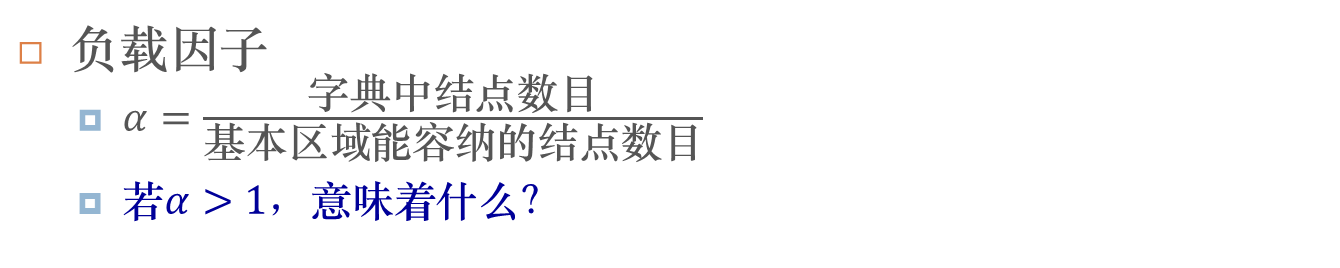 负载因子
α = 字典中结点数目 / 基本区域能容纳的结点数目
若α > 1，意味着什么？